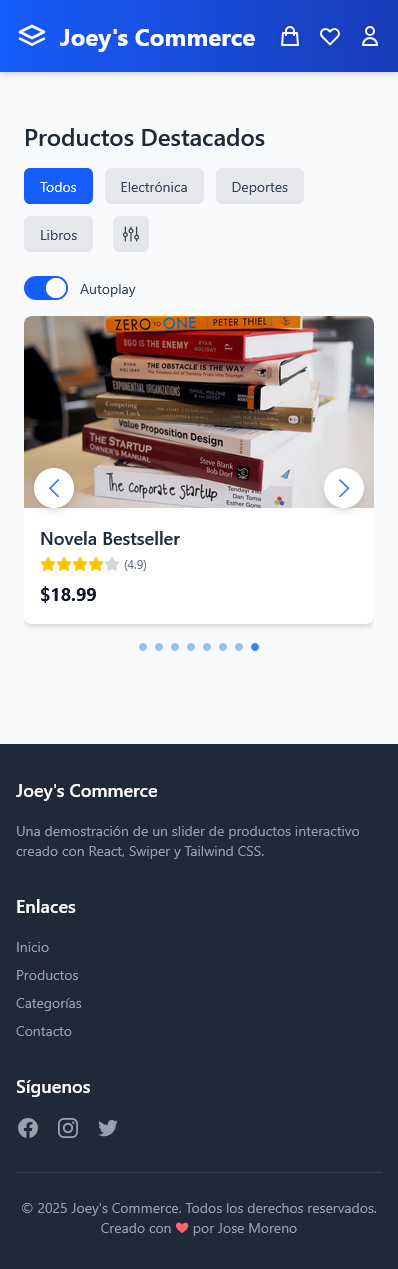 Joey's Commerce
Productos Destacados
Todos
Electrónica
Deportes
Libros
Autoplay
ZERO to ONE PETER THIEL
EGO IS THE ENEMY RYAN HOLIDAY
THE OBSTACLE IS THE WAY
EXPONENTIAL ORGANIZATIONS
Competing Against Luck
Value Proposition Design
The STARTUP OWNER'S MANUAL Steve Blank Bob Dorf
the corporate startup
Novela Bestseller
(4.9)
$18.99
Joey's Commerce
Una demostración de un slider de productos interactivo
creado con React, Swiper y Tailwind CSS.
Enlaces
Inicio
Productos
Categorías
Contacto
Síguenos
© 2025 Joey's Commerce. Todos los derechos reservados.
Creado con ❤ por Jose Moreno